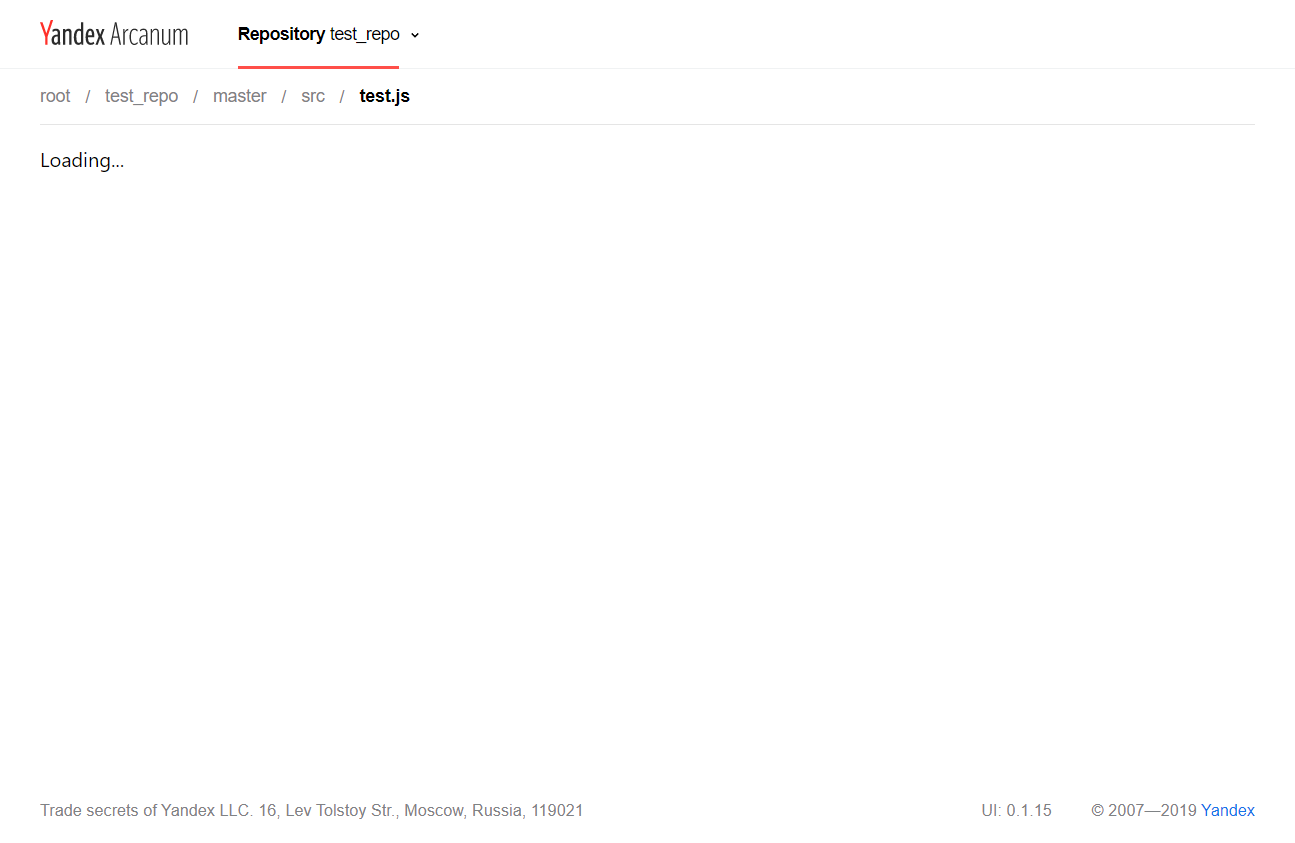 Yandex Arcanum Repository test_repo
root / test_repo / master / src / test.js
Loading...
Trade secrets of Yandex LLC. 16, Lev Tolstoy Str., Moscow, Russia, 119021 UI: 0.1.15 © 2007—2019 Yandex